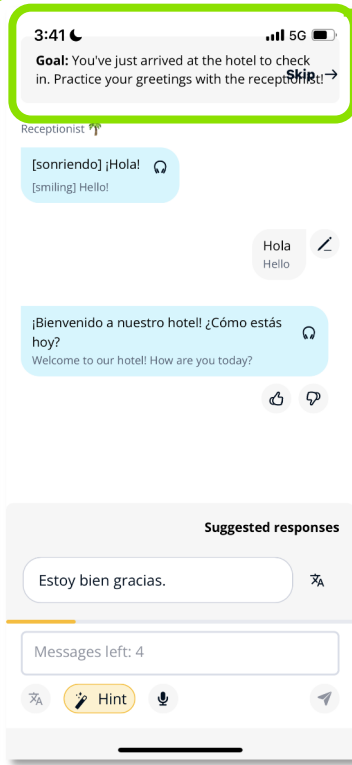 3:41 5G
Goal: You've just arrived at the hotel to check
in. Practice your greetings with the receptionist!
Skip →
Receptionist 🌴
[sonriendo] ¡Hola!
[smiling] Hello!
Hola
Hello
¡Bienvenido a nuestro hotel! ¿Cómo estás
hoy?
Welcome to our hotel! How are you today?
Suggested responses
Estoy bien gracias.
Messages left: 4
Hint